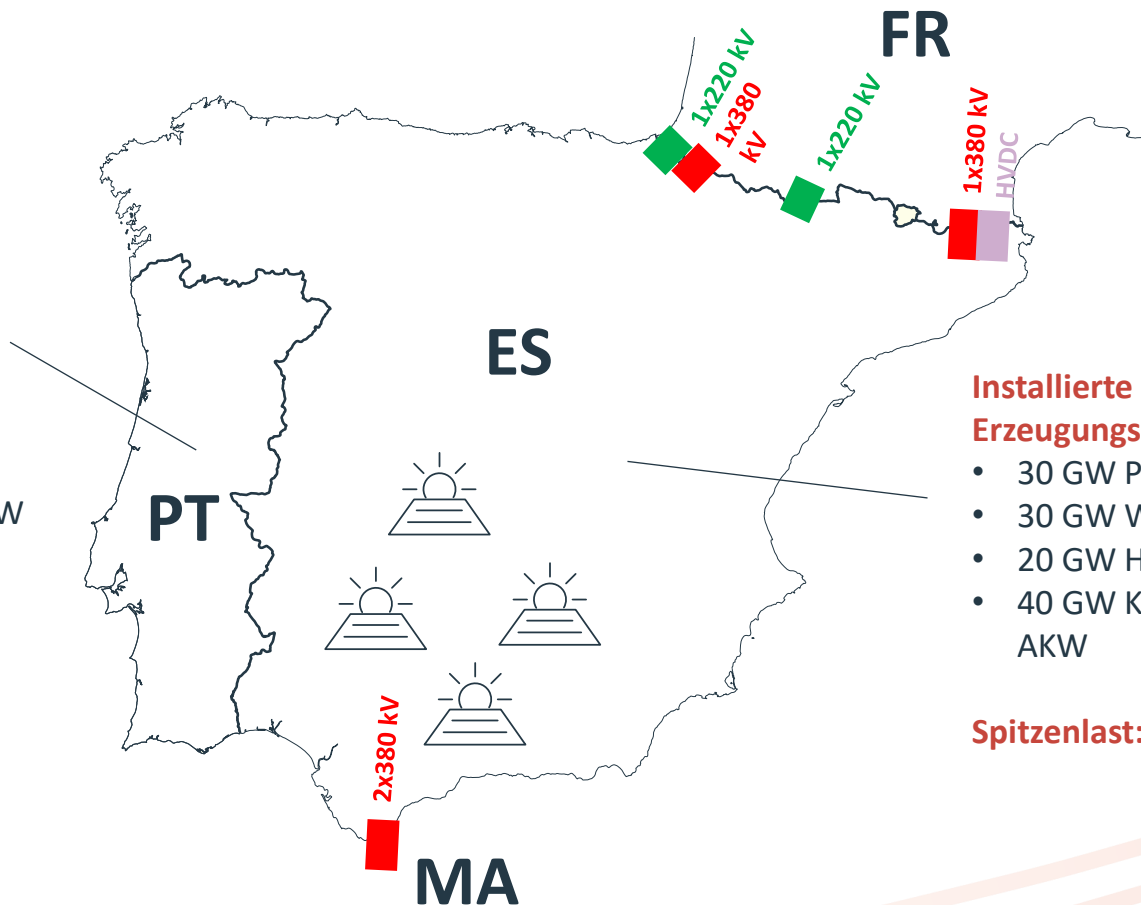 FR
1x220 kV
1x380
kV
1x220 kV
1x380 kV
HVDC
ES
PT
W
Installierte
Erzeugungs
• 30 GW P
• 30 GW W
• 20 GW H
• 40 GW K
AKW
Spitzenlast:
2x380 kV
MA